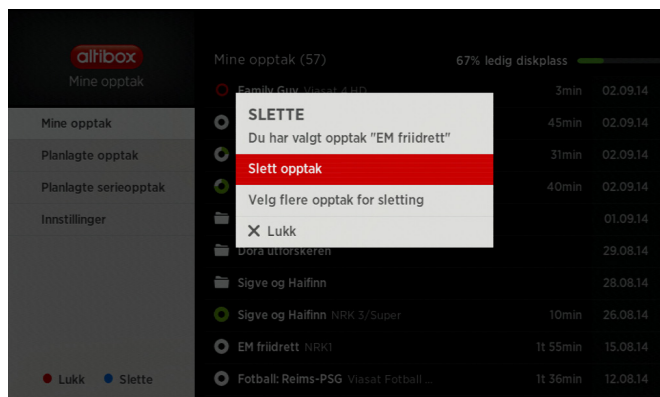 altibox
Mine opptak
Mine opptak (57) 67% ledig diskplass
Family Guy Viasat 4 HD 3min 02.09.14
SLETTE
Du har valgt opptak "EM friidrett"
Slett opptak
Velg flere opptak for sletting
Lukk
Mine opptak
Planlagte opptak
Planlagte serieopptak
Innstillinger
45min 02.09.14
31min 02.09.14
40min 02.09.14
01.09.14
Dora utforskeren 29.08.14
Sigve og Haifinn 28.08.14
Sigve og Haifinn NRK 3/Super 10min 26.08.14
EM friidrett NRK1 1t 55min 15.08.14
Fotball: Reims-PSG Viasat Fotball ... 1t 36min 12.08.14
Lukk Slette